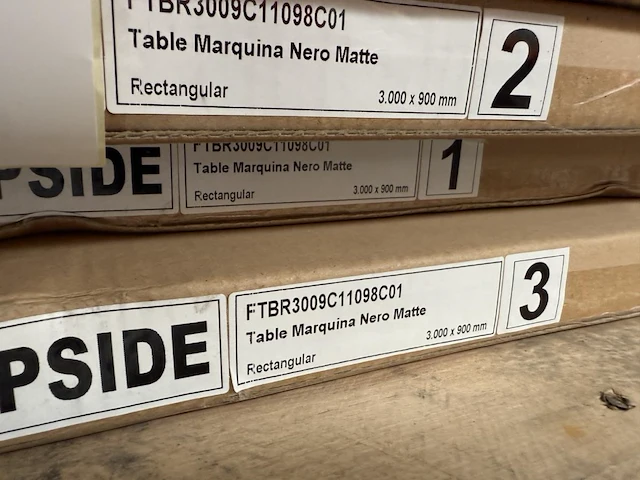 FTBR3009C11098C01
Table Marquina Nero Matte
Rectangular
3.000 x 900 mm
2
PSIDE
FTBR3009C11098C01
Table Marquina Nero Matte
Rectangular
3.000 x 900 mm
1
PSIDE
FTBR3009C11098C01
Table Marquina Nero Matte
Rectangular
3.000 x 900 mm
3